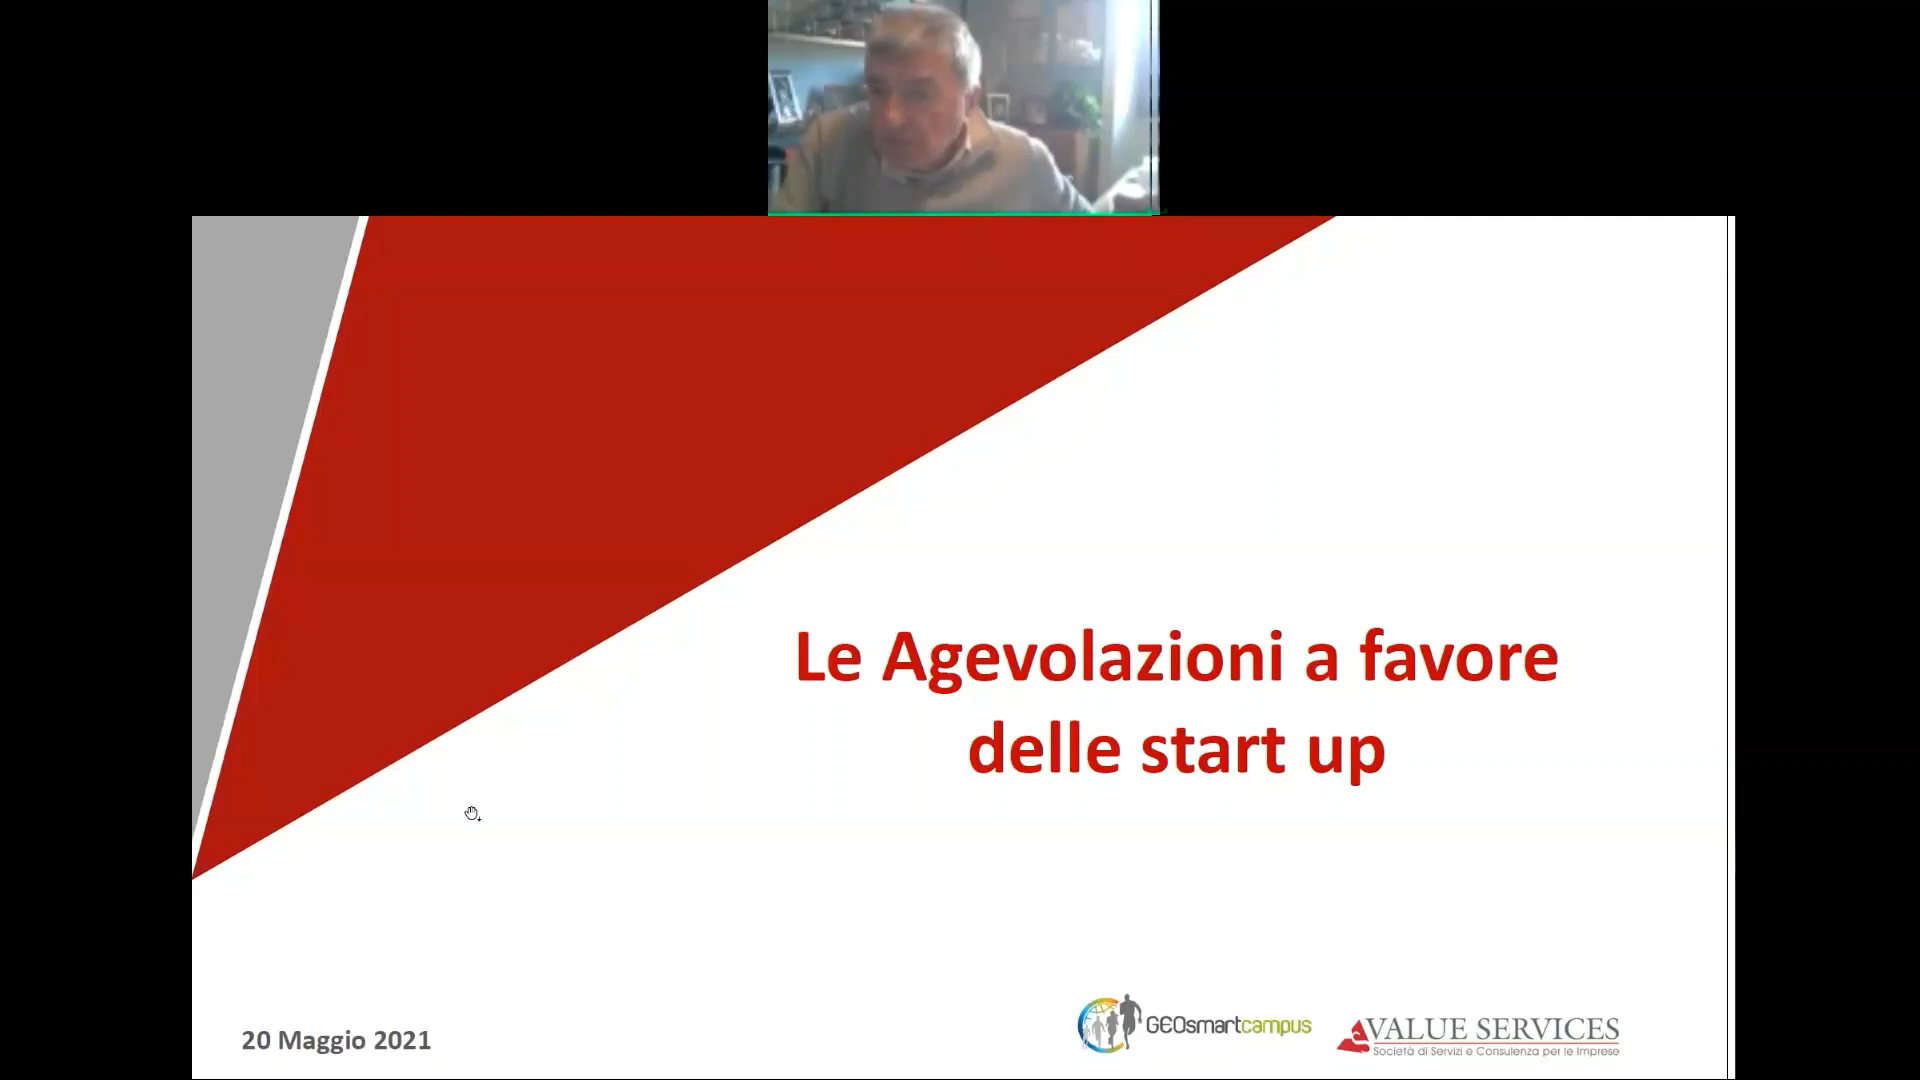 Le Agevolazioni a favore
delle start up
20 Maggio 2021
GEOsmartcampus
VALUE SERVICES
Società di Servizi e Consulenza per le Imprese